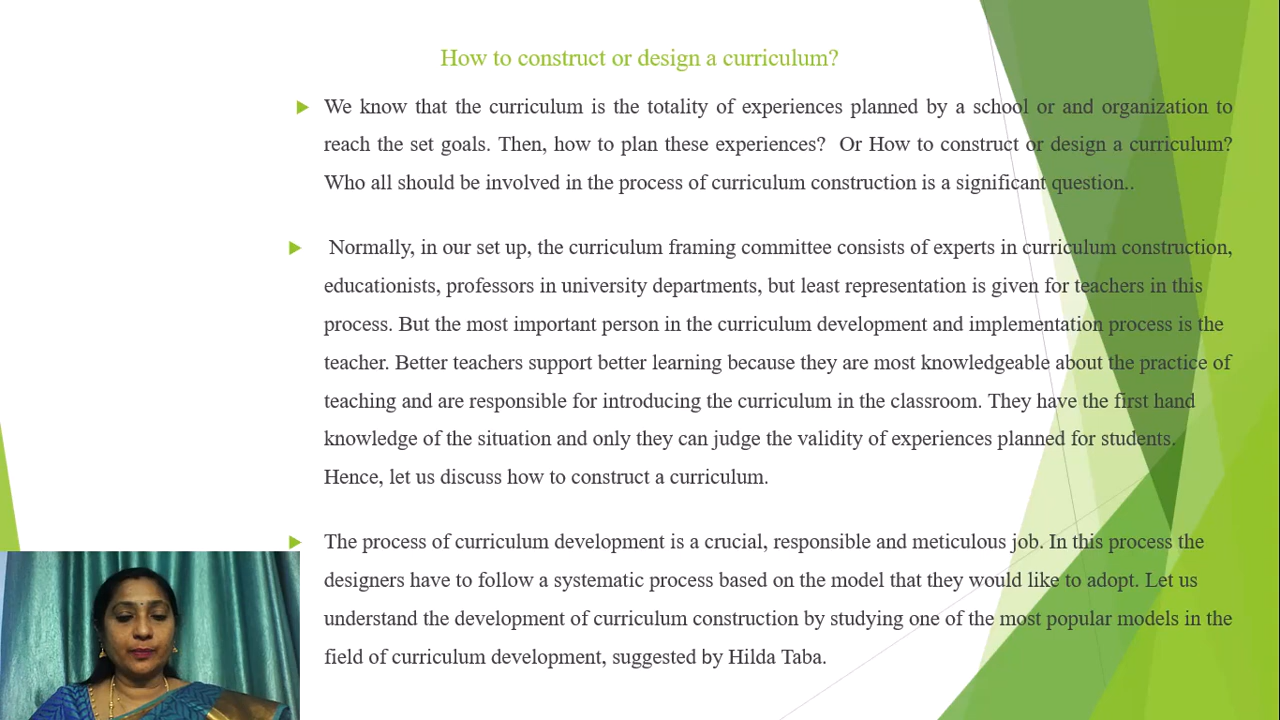 How to construct or design a curriculum?
We know that the curriculum is the totality of experiences planned by a school or and organization to
reach the set goals. Then, how to plan these experiences? Or How to construct or design a curriculum?
Who all should be involved in the process of curriculum construction is a significant question..
Normally, in our set up, the curriculum framing committee consists of experts in curriculum construction,
educationists, professors in university departments, but least representation is given for teachers in this
process. But the most important person in the curriculum development and implementation process is the
teacher. Better teachers support better learning because they are most knowledgeable about the practice of
teaching and are responsible for introducing the curriculum in the classroom. They have the first hand
knowledge of the situation and only they can judge the validity of experiences planned for students.
Hence, let us discuss how to construct a curriculum.
The process of curriculum development is a crucial, responsible and meticulous job. In this process the
designers have to follow a systematic process based on the model that they would like to adopt. Let us
understand the development of curriculum construction by studying one of the most popular models in the
field of curriculum development, suggested by Hilda Taba.